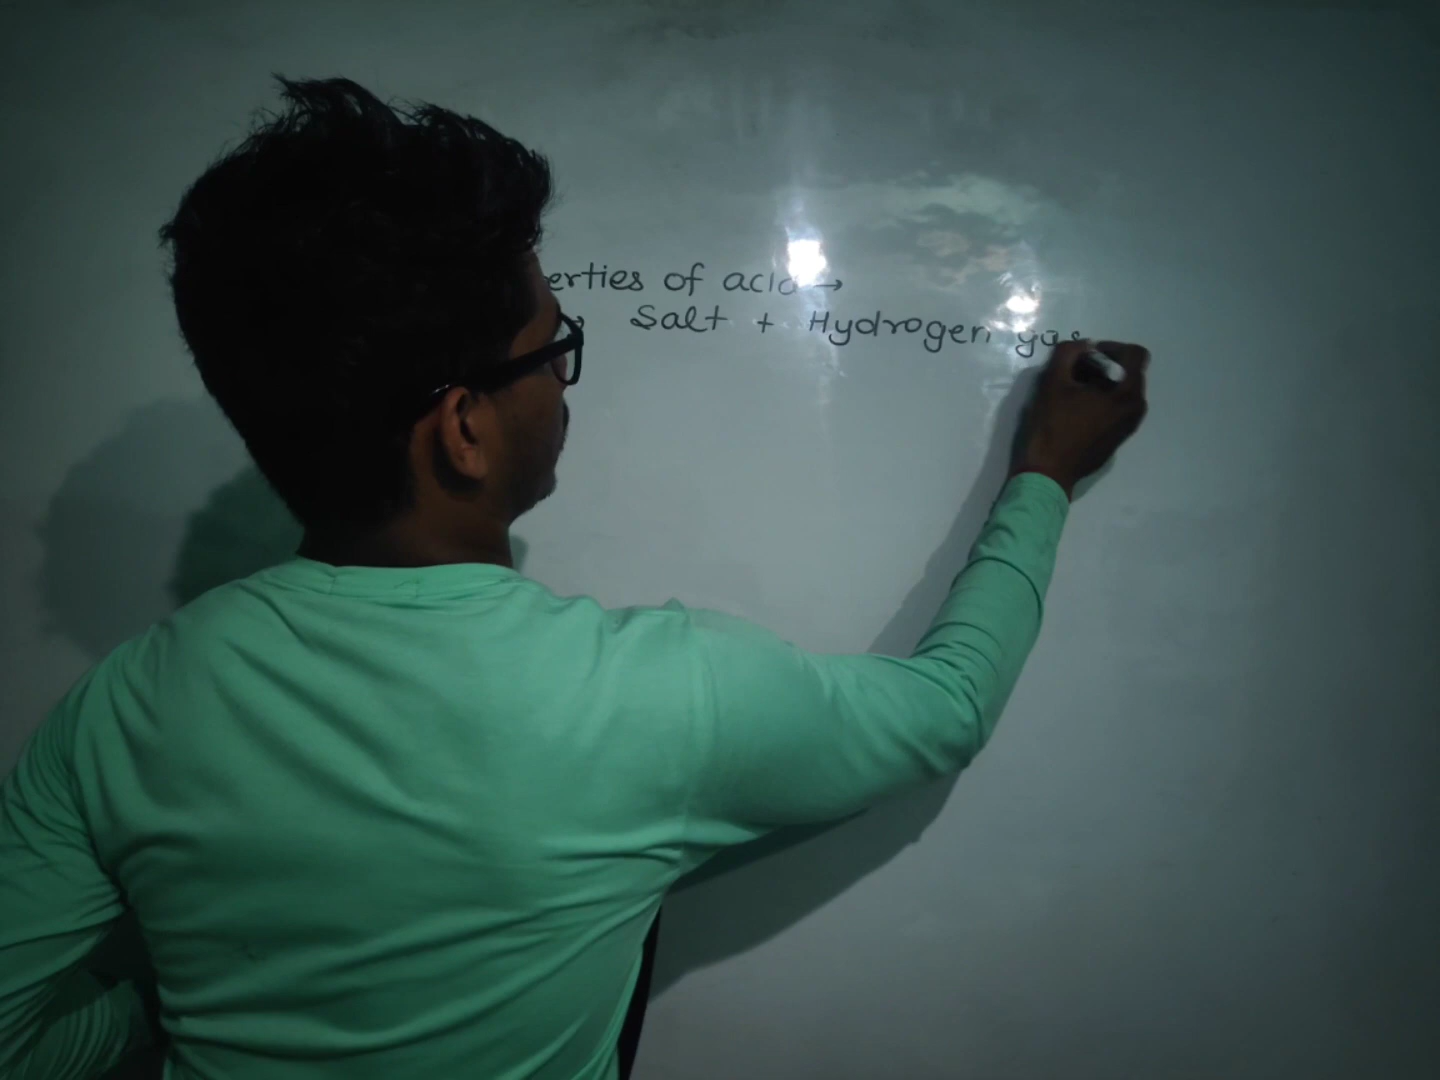 erties of acid →
→ Salt + Hydrogen gas